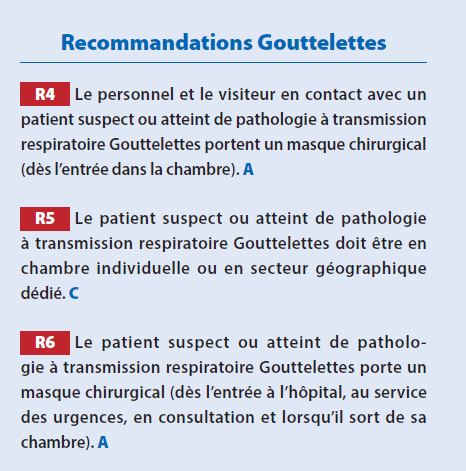 Recommandations Gouttelettes
R4 Le personnel et le visiteur en contact avec un
patient suspect ou atteint de pathologie à transmission
respiratoire Gouttelettes portent un masque chirurgical
(dès l’entrée dans la chambre). A
R5 Le patient suspect ou atteint de pathologie
à transmission respiratoire Gouttelettes doit être en
chambre individuelle ou en secteur géographique
dédié. C
R6 Le patient suspect ou atteint de patholo-
gie à transmission respiratoire Gouttelettes porte un
masque chirurgical (dès l’entrée à l’hôpital, au service
des urgences, en consultation et lorsqu’il sort de sa
chambre). A